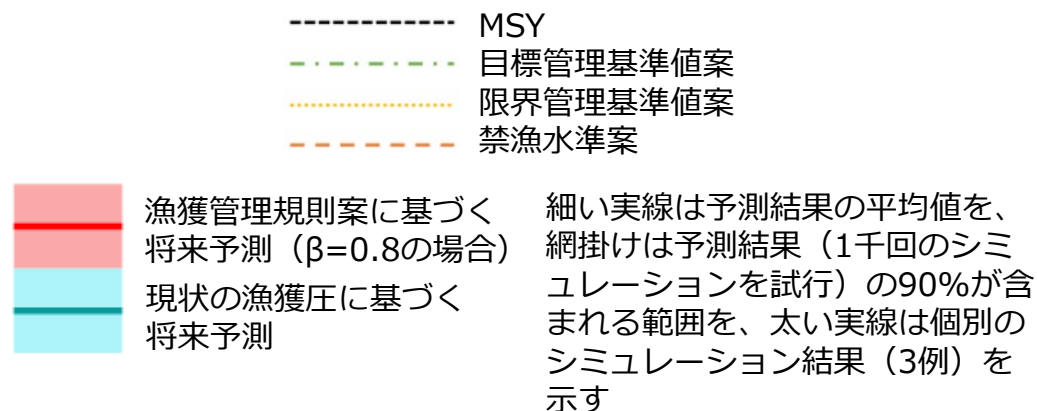 MSY
目標管理基準値案
限界管理基準値案
禁漁水準案
漁獲管理規則案に基づく
将来予測（β=0.8の場合）
現状の漁獲圧に基づく
将来予測
細い実線は予測結果の平均値を、
網掛けは予測結果（1千回のシミ
ュレーションを試行）の90%が含
まれる範囲を、太い実線は個別の
シミュレーション結果（3例）を
示す